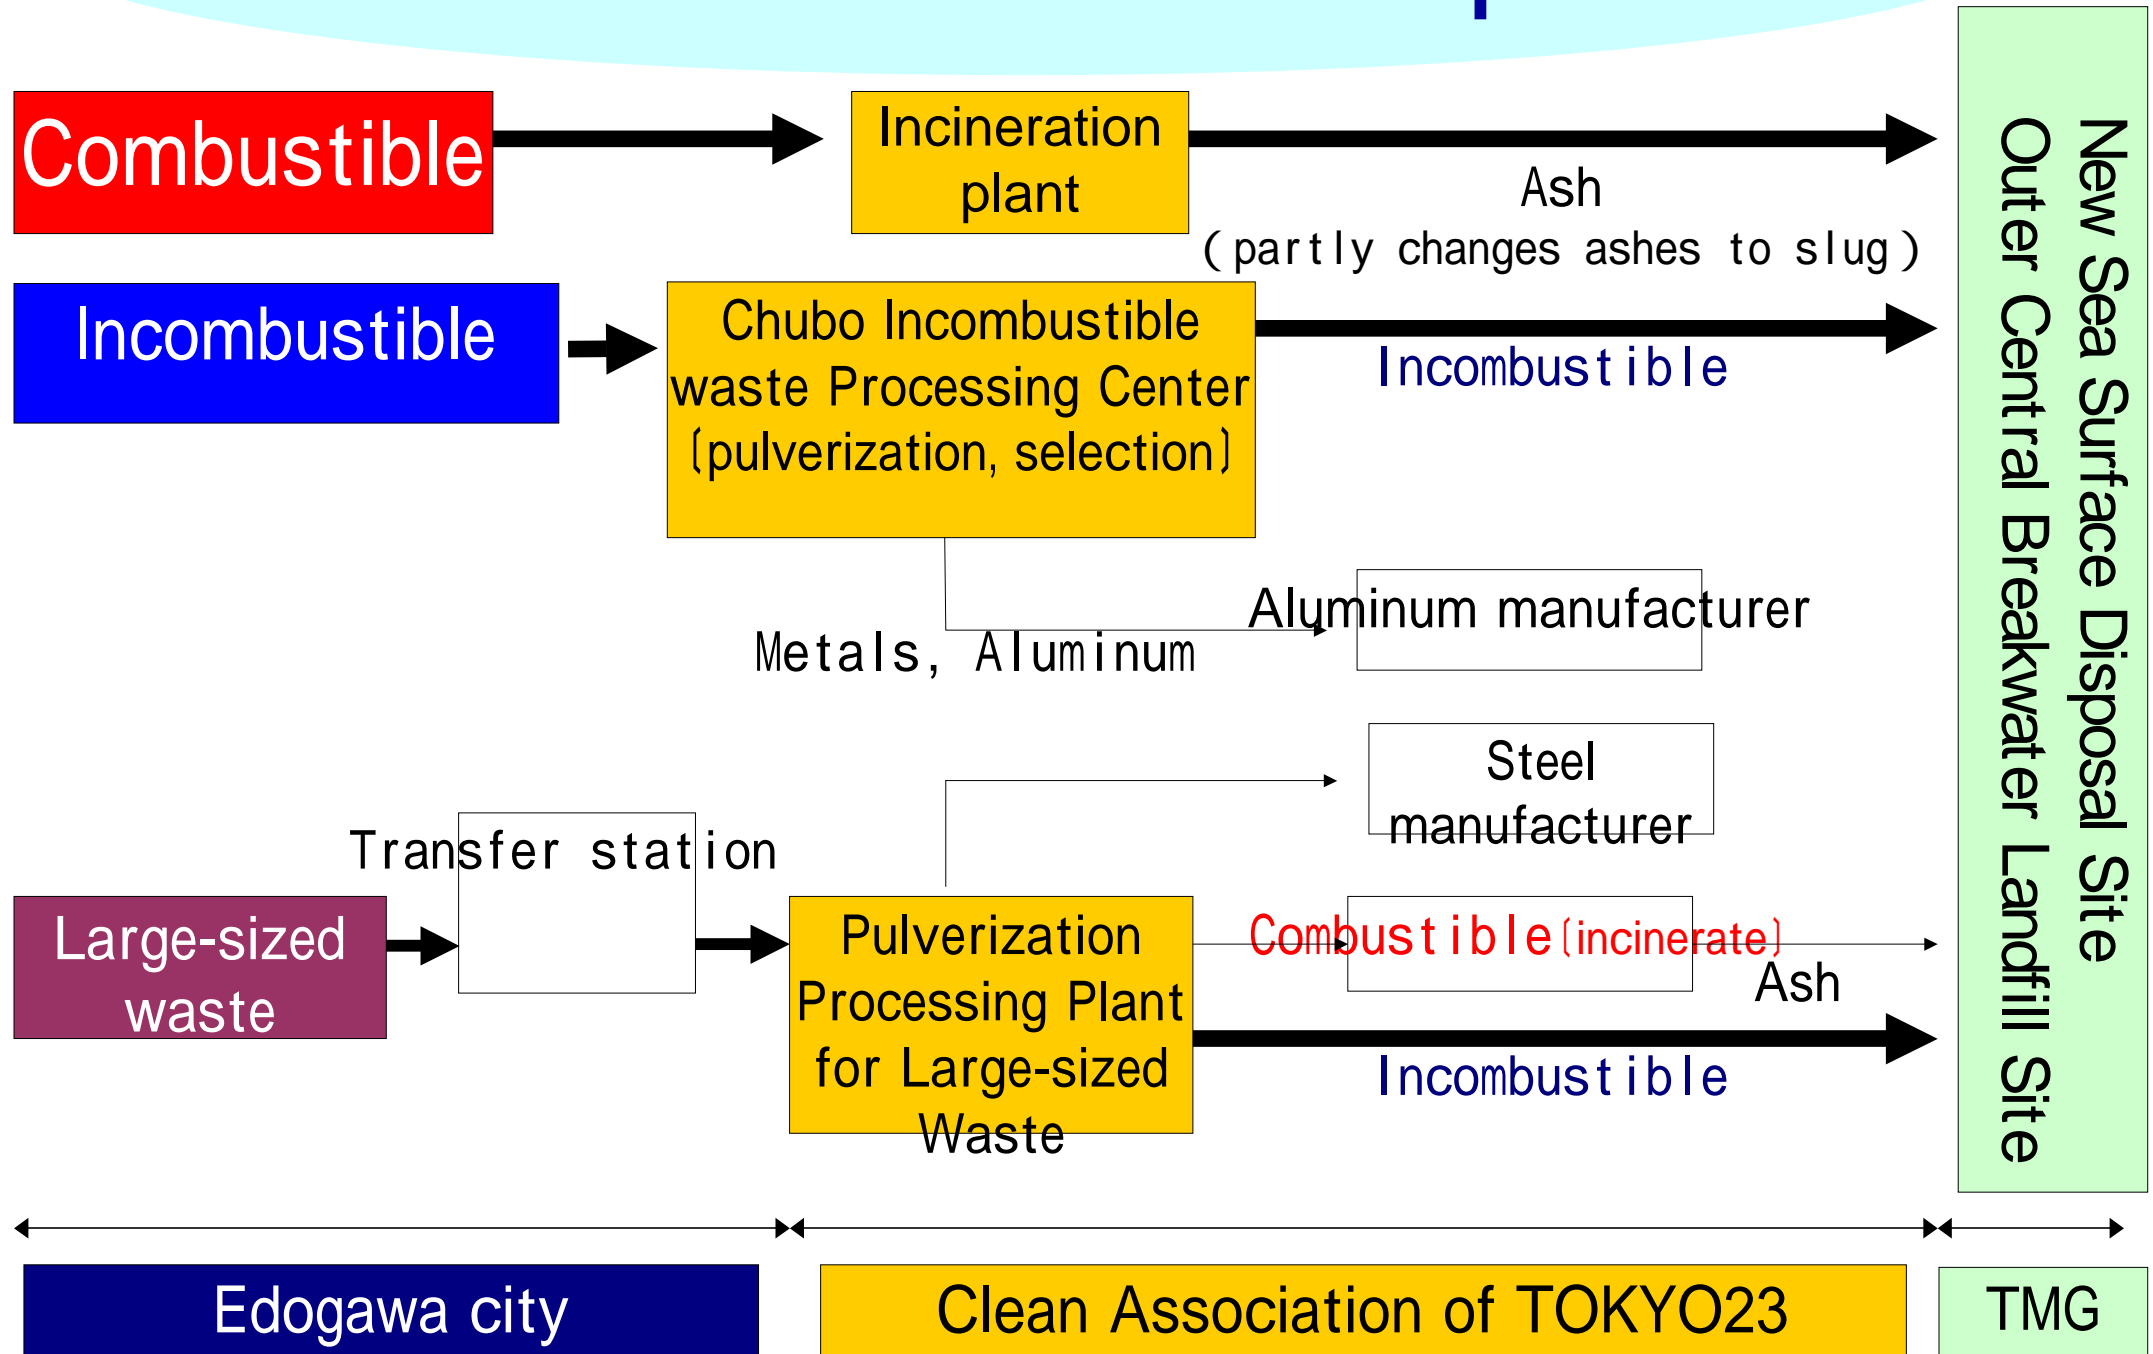 Combustible
Incineration
plant
Ash
(partly changes ashes to slug)
Incombustible
Chubo Incombustible
waste Processing Center
(pulverization, selection)
Incombustible
Metals, Aluminum
Aluminum manufacturer
Steel
manufacturer
Transfer station
Large-sized
waste
Pulverization
Processing Plant
for Large-sized
Waste
Combustible(incinerate)
Ash
Incombustible
New Sea Surface Disposal Site
Outer Central Breakwater Landfill Site
Edogawa city
Clean Association of TOKYO23
TMG